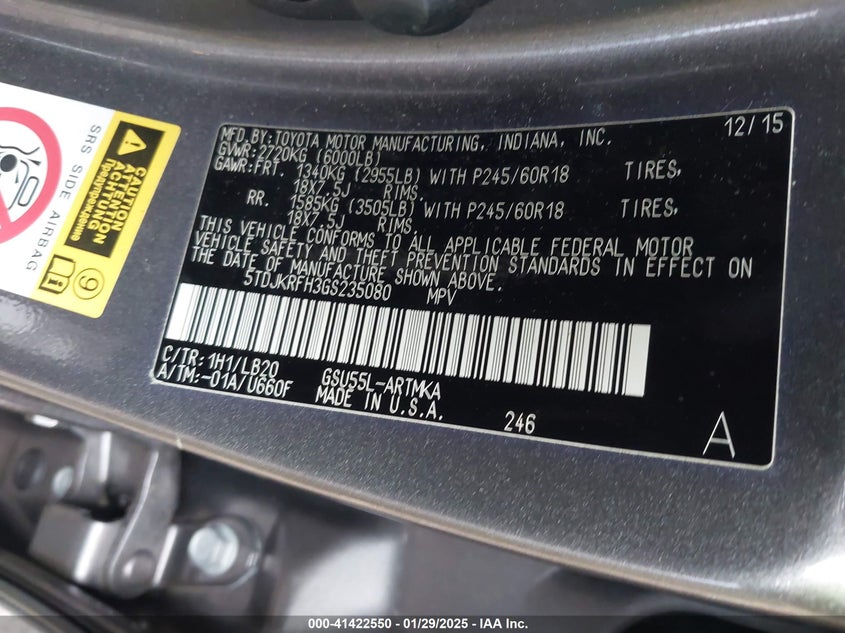 CAUTION
ATTENTION
ACHTUNG
Предупреждение
SRS SIDE AIRBAG
9
MFD. BY: TOYOTA MOTOR MANUFACTURING, INDIANA, INC. 12/15
GVWR: 2720KG (6000LB)
GAWR: FRT. 1340KG (2955LB) WITH P245/60R18 TIRES,
18X7.5J RIMS.
RR. 1585KG (3505LB) WITH P245/60R18 TIRES,
18X7.5J RIMS.
THIS VEHICLE CONFORMS TO ALL APPLICABLE FEDERAL MOTOR
VEHICLE SAFETY AND THEFT PREVENTION STANDARDS IN EFFECT ON
THE DATE OF MANUFACTURE SHOWN ABOVE.
5TDJKRFH3GS235080 MPV
C/TR: 1H1/LB20 GSU55L-ARTMKA
A/TM:-01A/U660F MADE IN U.S.A.
246 A
000-41422550 - 01/29/2025 - IAA Inc.